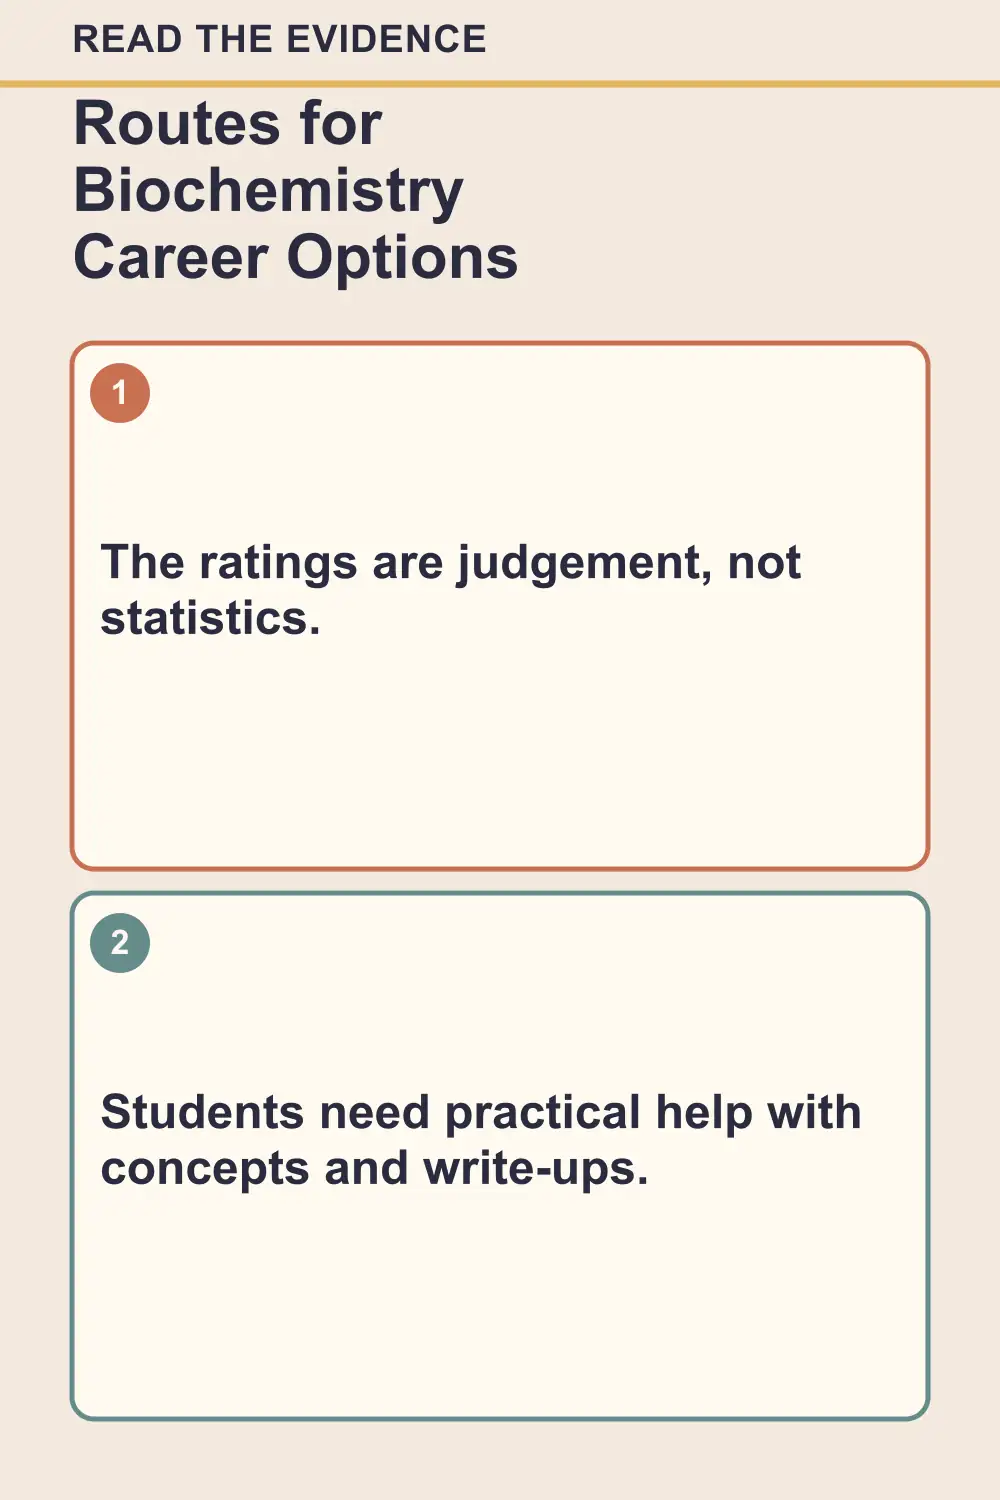 READ THE EVIDENCE
Routes for
Biochemistry
Career Options
1
The ratings are judgement, not
statistics.
2
Students need practical help with
concepts and write-ups.